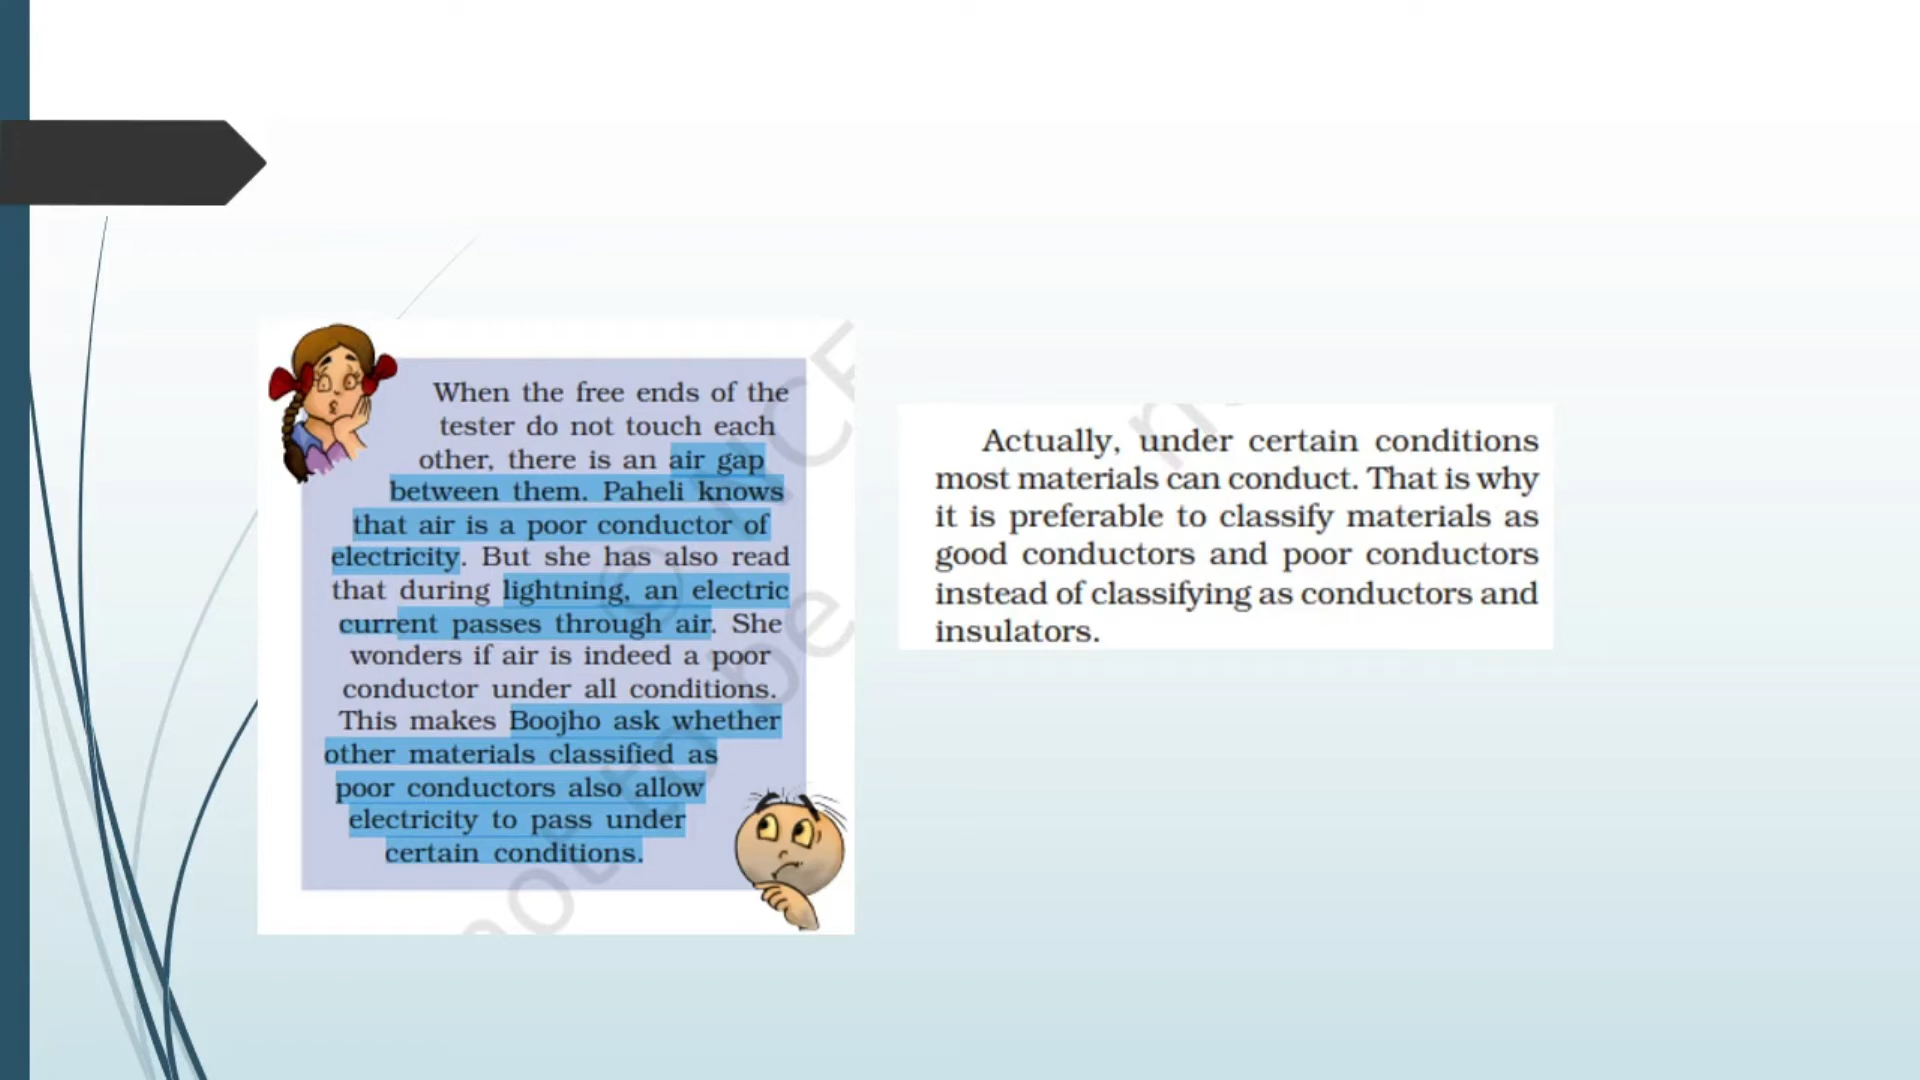 When the free ends of the
tester do not touch each
other, there is an air gap
between them. Paheli knows
that air is a poor conductor of
electricity. But she has also read
that during lightning, an electric
current passes through air. She
wonders if air is indeed a poor
conductor under all conditions.
This makes Boojho ask whether
other materials classified as
poor conductors also allow
electricity to pass under
certain conditions.
Actually, under certain conditions
most materials can conduct. That is why
it is preferable to classify materials as
good conductors and poor conductors
instead of classifying as conductors and
insulators.